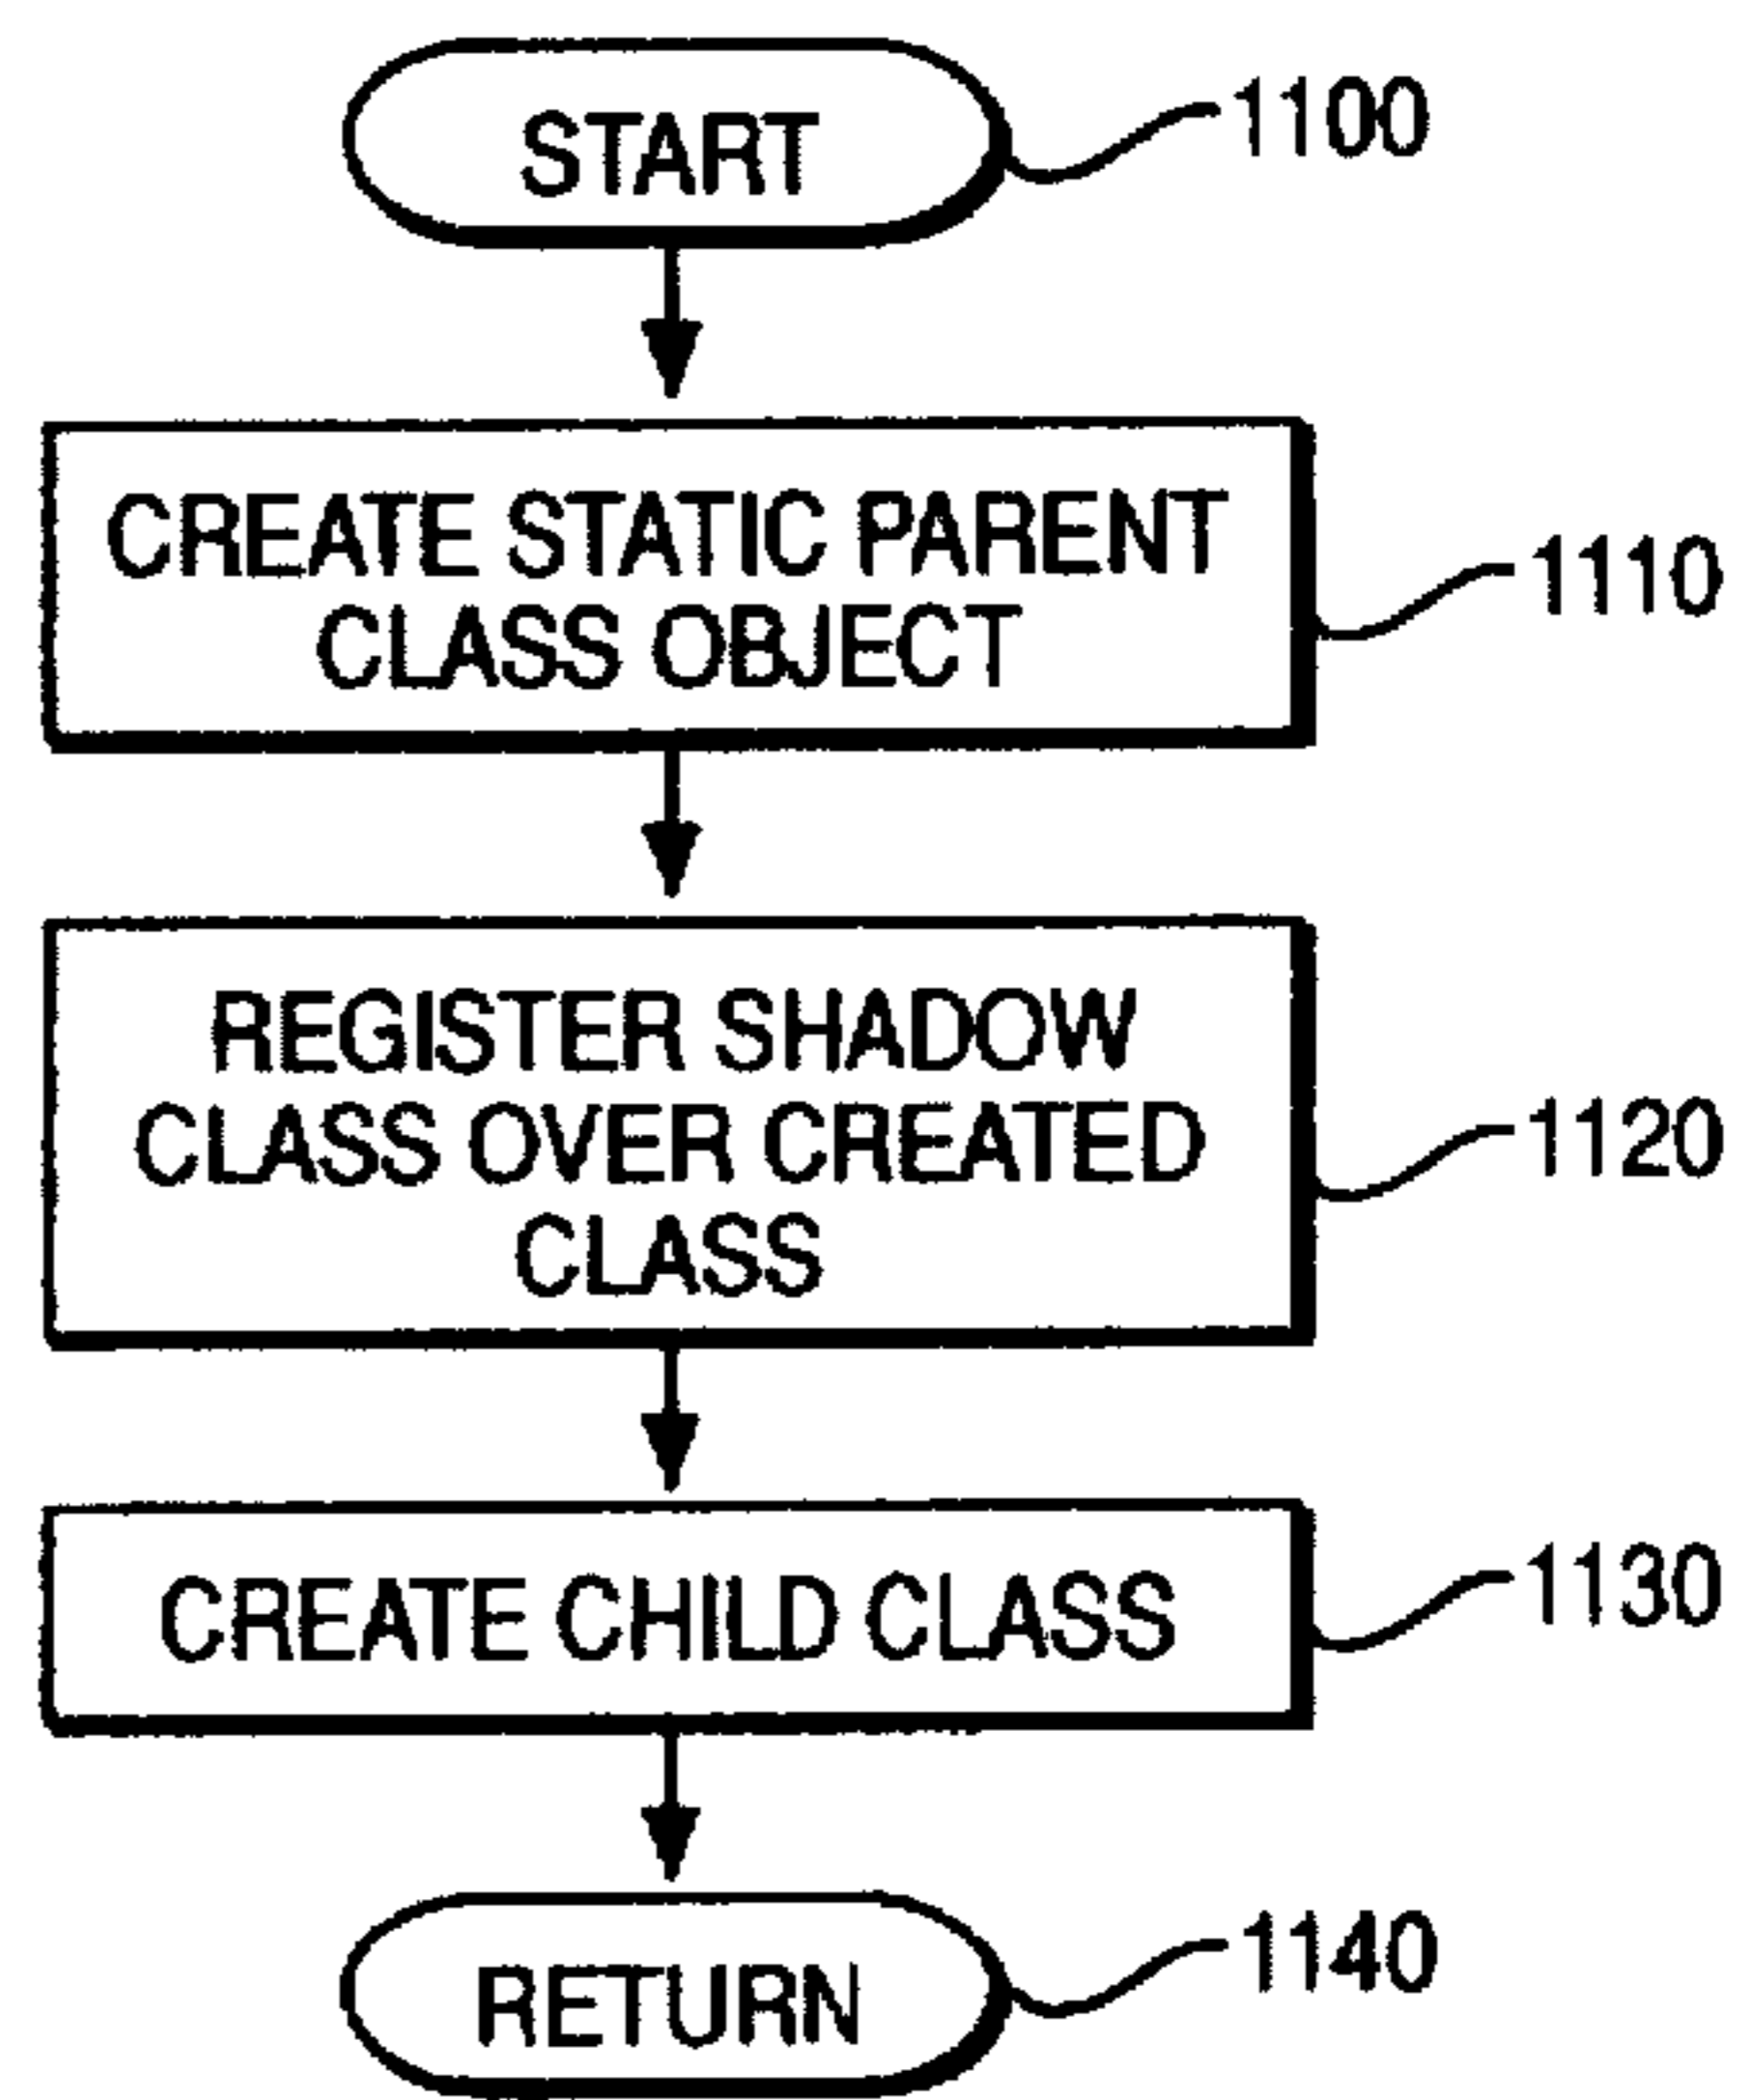 START
1100
CREATE STATIC PARENT
CLASS OBJECT
1110
REGISTER SHADOW
CLASS OVER CREATED
CLASS
1120
CREATE CHILD CLASS
1130
RETURN
1140